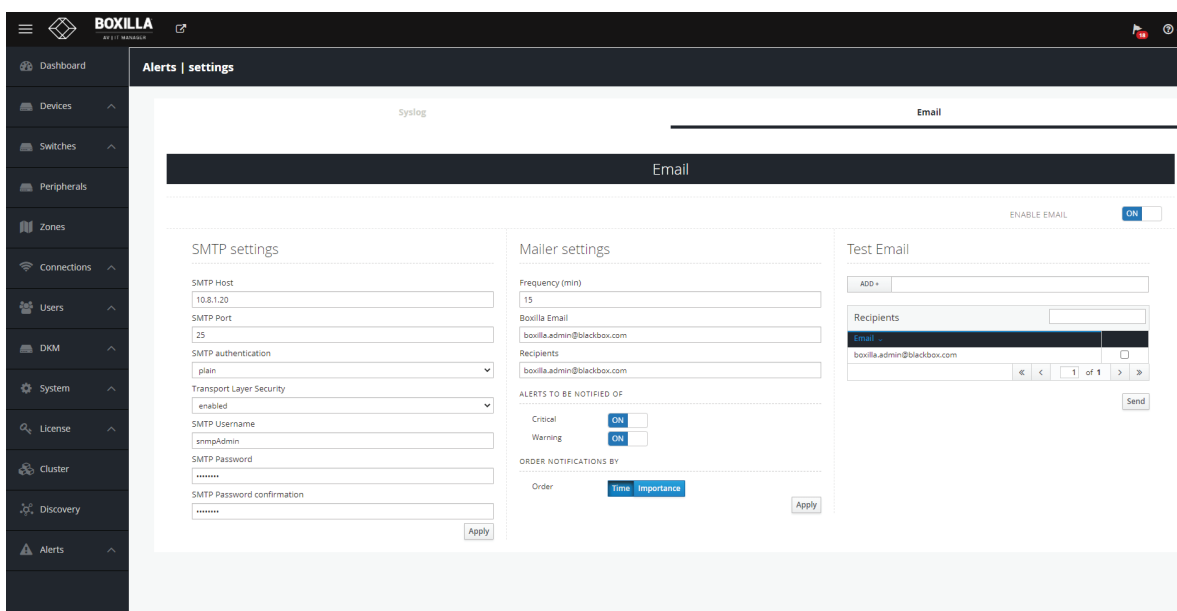 BOXILLA
AV | IT MANAGER
18
Dashboard
Devices
Switches
Peripherals
Zones
Connections
Users
DKM
System
License
Cluster
Discovery
Alerts
Alerts | settings
Syslog
Email
Email
ENABLE EMAIL
ON
SMTP settings
SMTP Host
10.8.1.20
SMTP Port
25
SMTP authentication
plain
Transport Layer Security
enabled
SMTP Username
snmpAdmin
SMTP Password
••••••••
SMTP Password confirmation
••••••••
Apply
Mailer settings
Frequency (min)
15
Boxilla Email
boxilla.admin@blackbox.com
Recipients
boxilla.admin@blackbox.com
ALERTS TO BE NOTIFIED OF
Critical ON
Warning ON
ORDER NOTIFICATIONS BY
Order Time Importance
Apply
Test Email
ADD +
Recipients
Email
boxilla.admin@blackbox.com
« < 1 of 1 > »
Send